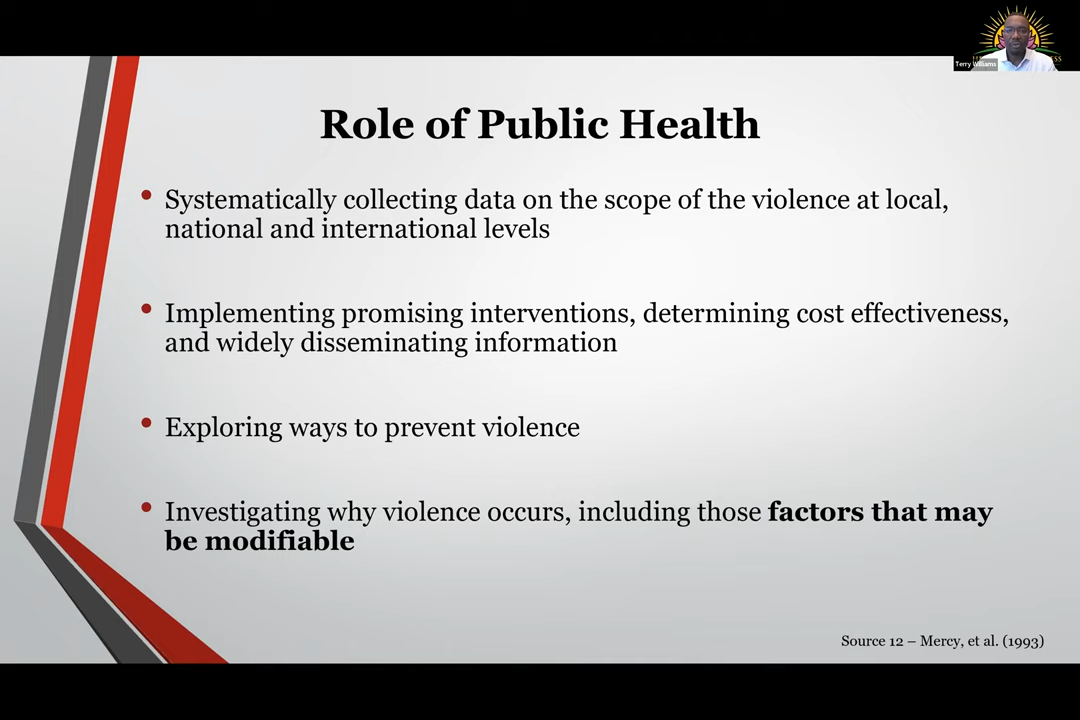 Terry Williams
Role of Public Health
• Systematically collecting data on the scope of the violence at local,
national and international levels
• Implementing promising interventions, determining cost effectiveness,
and widely disseminating information
• Exploring ways to prevent violence
• Investigating why violence occurs, including those factors that may
be modifiable
Source 12 – Mercy, et al. (1993)